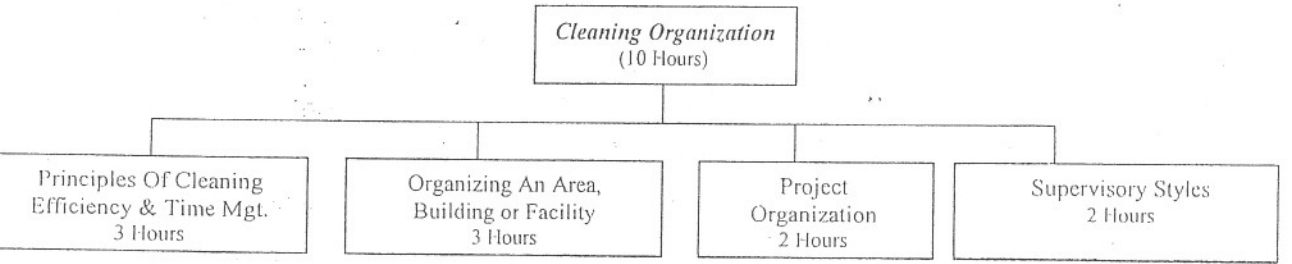 Cleaning Organization
(10 Hours)
Principles Of Cleaning
Efficiency & Time Mgt.
3 Hours
Organizing An Area,
Building or Facility
3 Hours
Project
Organization
2 Hours
Supervisory Styles
2 Hours